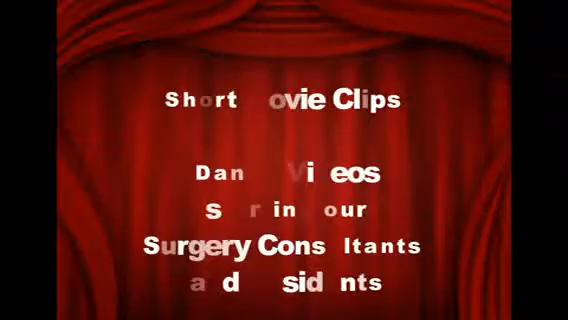 Short ovie Clips
Dan Vi eos
S r in our
Surgery Cons ltants
a d sid nts